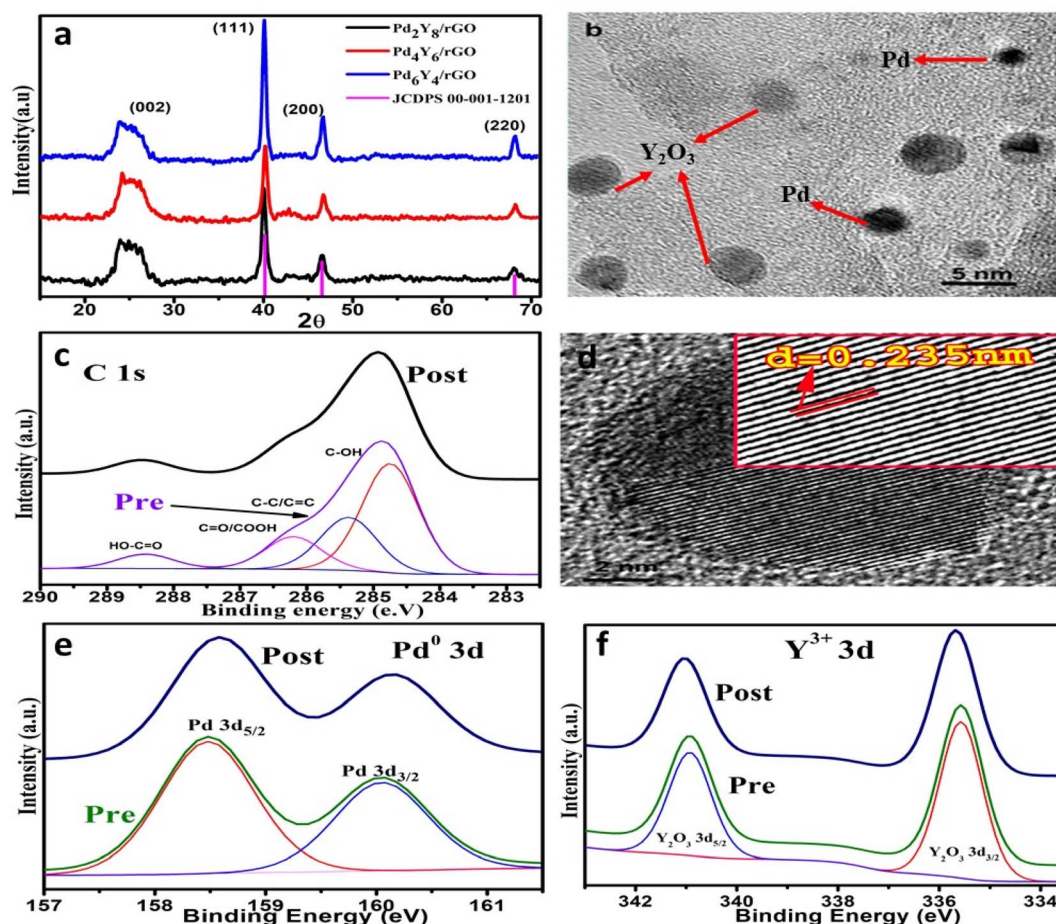 a
(111)
(002)
(200)
(220)
Pd₂Y₈/rGO
Pd₄Y₆/rGO
Pd₆Y₄/rGO
JCDPS 00-001-1201
Intensity(a.u)
20 30 40 50 60 70
2θ
b
Pd
Y₂O₃
Pd
5 nm
c
C 1s
Post
Pre
C-OH
C-C/C=C
C=O/COOH
HO-C=O
Intensity (a.u.)
290 289 288 287 286 285 284 283
Binding energy (e.V)
d
d=0.235nm
2 nm
e
Post
Pd⁰ 3d
Pd 3d5/2
Pd 3d3/2
Pre
Intensity (a.u.)
157 158 159 160 161
Binding energy (eV)
f
Y³⁺ 3d
Post
Pre
Y₂O₃ 3d5/2
Y₂O₃ 3d3/2
Intensity (a.u.)
342 340 338 336 334
Binding energy (eV)